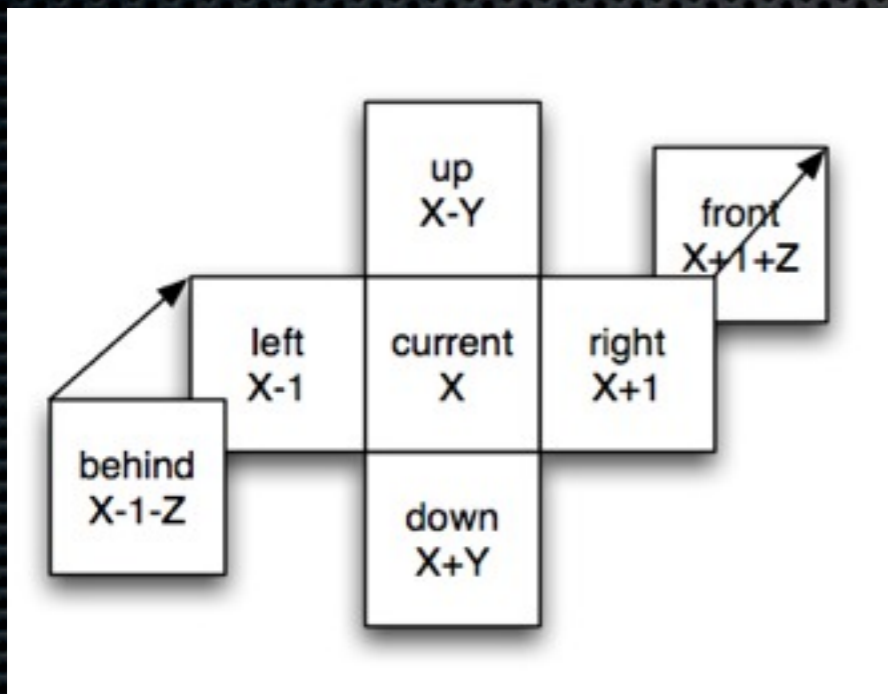 up
X-Y
front
X+1+Z
left
X-1
current
X
right
X+1
behind
X-1-Z
down
X+Y